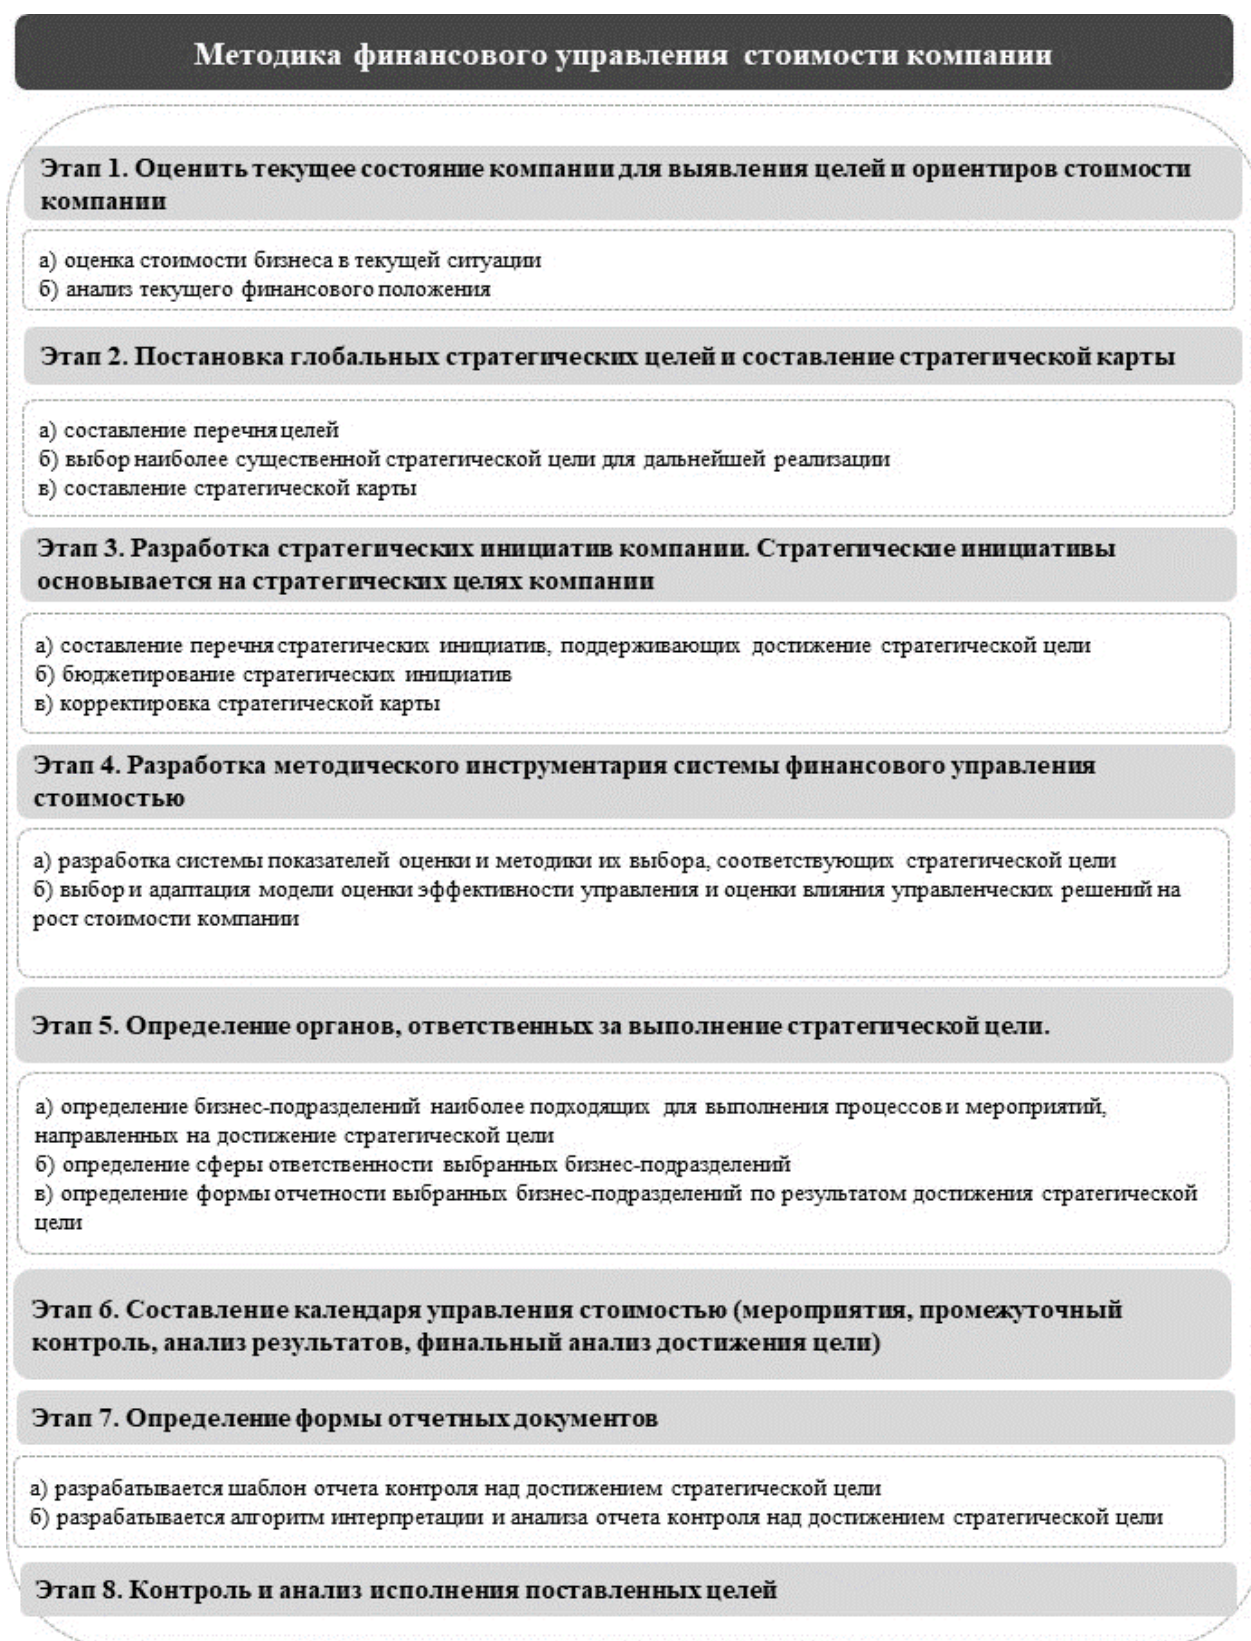 Методика финансового управления стоимости компании
Этап 1. Оценить текущее состояние компании для выявления целей и ориентиров стоимости
компании
а) оценка стоимости бизнеса в текущей ситуации
б) анализ текущего финансового положения
Этап 2. Постановка глобальных стратегических целей и составление стратегической карты
а) составление перечня целей
б) выбор наиболее существенной стратегической цели для дальнейшей реализации
в) составление стратегической карты
Этап 3. Разработка стратегических инициатив компании. Стратегические инициативы
основывается на стратегических целях компании
а) составление перечня стратегических инициатив, поддерживающих достижение стратегической цели
б) бюджетирование стратегических инициатив
в) корректировка стратегической карты
Этап 4. Разработка методического инструментария системы финансового управления
стоимостью
а) разработка системы показателей оценки и методики их выбора, соответствующих стратегической цели
б) выбор и адаптация модели оценки эффективности управления и оценки влияния управленческих решений на
рост стоимости компании
Этап 5. Определение органов, ответственных за выполнение стратегической цели.
а) определение бизнес-подразделений наиболее подходящих для выполнения процессов и мероприятий,
направленных на достижение стратегической цели
б) определение сферы ответственности выбранных бизнес-подразделений
в) определение формы отчетности выбранных бизнес-подразделений по результатом достижения стратегической
цели
Этап 6. Составление календаря управления стоимостью (мероприятия, промежуточный
контроль, анализ результатов, финальный анализ достижения цели)
Этап 7. Определение формы отчетных документов
а) разрабатывается шаблон отчета контроля над достижением стратегической цели
б) разрабатывается алгоритм интерпретации и анализа отчета контроля над достижением стратегической цели
Этап 8. Контроль и анализ исполнения поставленных целей